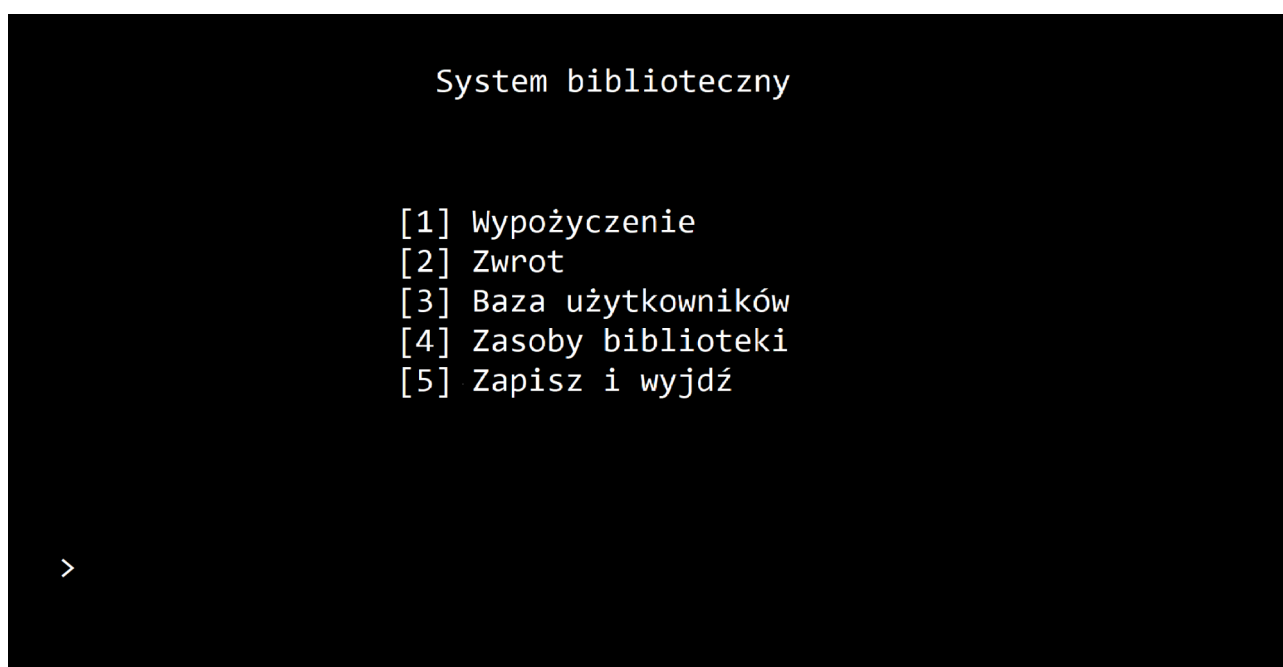 System biblioteczny
[1] Wypożyczenie
[2] Zwrot
[3] Baza użytkowników
[4] Zasoby biblioteki
[5] Zapisz i wyjdź
>